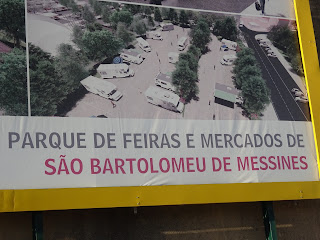 PARQUE DE FEIRAS E MERCADOS DE
SÃO BARTOLOMEU DE MESSINES